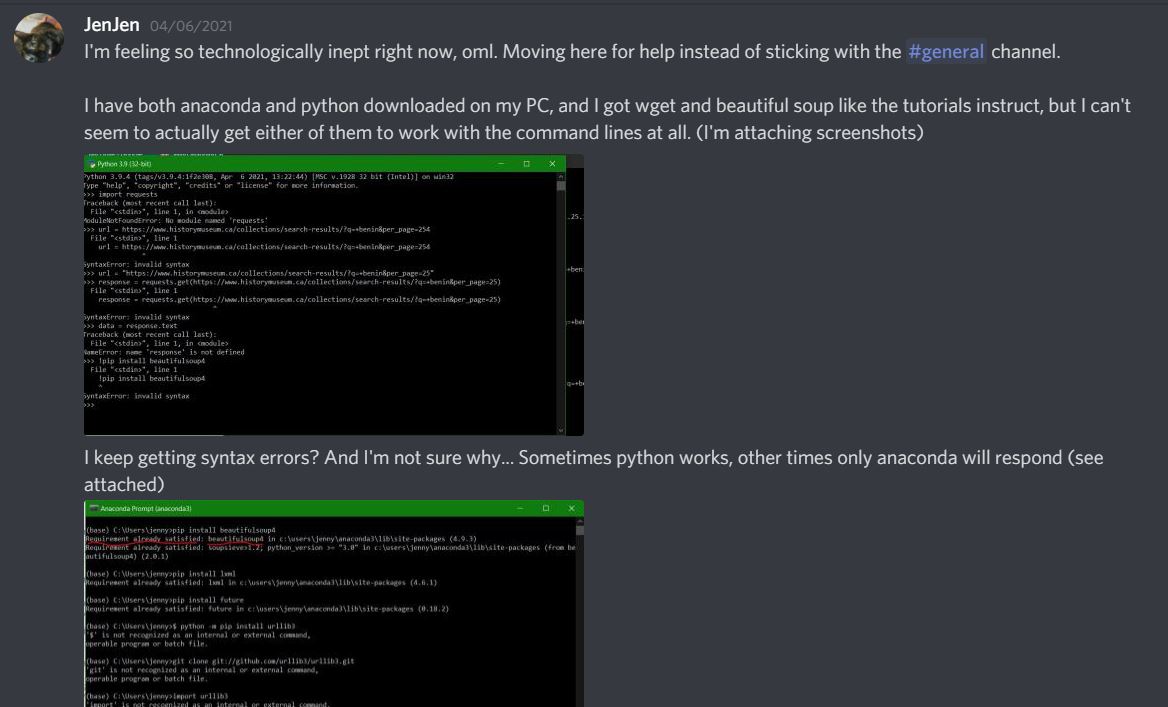 JenJen 04/06/2021
I'm feeling so technologically inept right now, oml. Moving here for help instead of sticking with the #general channel.
I have both anaconda and python downloaded on my PC, and I got wget and beautiful soup like the tutorials instruct, but I can't
seem to actually get either of them to work with the command lines at all. (I'm attaching screenshots)
Python 3.9 (32-bit)
Python 3.9.4 (tags/v3.9.4:1f2e308, Apr 6 2021, 13:22:44) [MSC v.1928 32 bit (Intel)] on win32
Type "help", "copyright", "credits" or "license" for more information.
>>> import requests
Traceback (most recent call last):
File "<stdin>", line 1, in <module>
ModuleNotFoundError: No module named 'requests'
>>> url = https://www.historymuseum.ca/collections/search-results/?q=+benin&per_page=254
File "<stdin>", line 1
url = https://www.historymuseum.ca/collections/search-results/?q=+benin&per_page=254
^
SyntaxError: invalid syntax
>>> url = "https://www.historymuseum.ca/collections/search-results/?q=+benin&per_page=25"
>>> response = requests.get(https://www.historymuseum.ca/collections/search-results/?q=+benin&per_page=25)
File "<stdin>", line 1
response = requests.get(https://www.historymuseum.ca/collections/search-results/?q=+benin&per_page=25)
^
SyntaxError: invalid syntax
>>> data = response.text
Traceback (most recent call last):
File "<stdin>", line 1, in <module>
NameError: name 'response' is not defined
>>> !pip install beautifulsoup4
File "<stdin>", line 1
!pip install beautifulsoup4
^
SyntaxError: invalid syntax
>>>
I keep getting syntax errors? And I'm not sure why... Sometimes python works, other times only anaconda will respond (see
attached)
Anaconda Prompt (anaconda3)
(base) C:\Users\jenny>pip install beautifulsoup4
Requirement already satisfied: beautifulsoup4 in c:\users\jenny\anaconda3\lib\site-packages (4.9.3)
Requirement already satisfied: soupsieve>1.2; python_version >= "3.0" in c:\users\jenny\anaconda3\lib\site-packages (from be
autifulsoup4) (2.0.1)
(base) C:\Users\jenny>pip install lxml
Requirement already satisfied: lxml in c:\users\jenny\anaconda3\lib\site-packages (4.6.1)
(base) C:\Users\jenny>pip install future
Requirement already satisfied: future in c:\users\jenny\anaconda3\lib\site-packages (0.18.2)
(base) C:\Users\jenny>$ python -m pip install urllib3
'$' is not recognized as an internal or external command,
operable program or batch file.
(base) C:\Users\jenny>git clone git://github.com/urllib3/urllib3.git
'git' is not recognized as an internal or external command,
operable program or batch file.
(base) C:\Users\jenny>import urllib3
'import' is not recognized as an internal or external command,